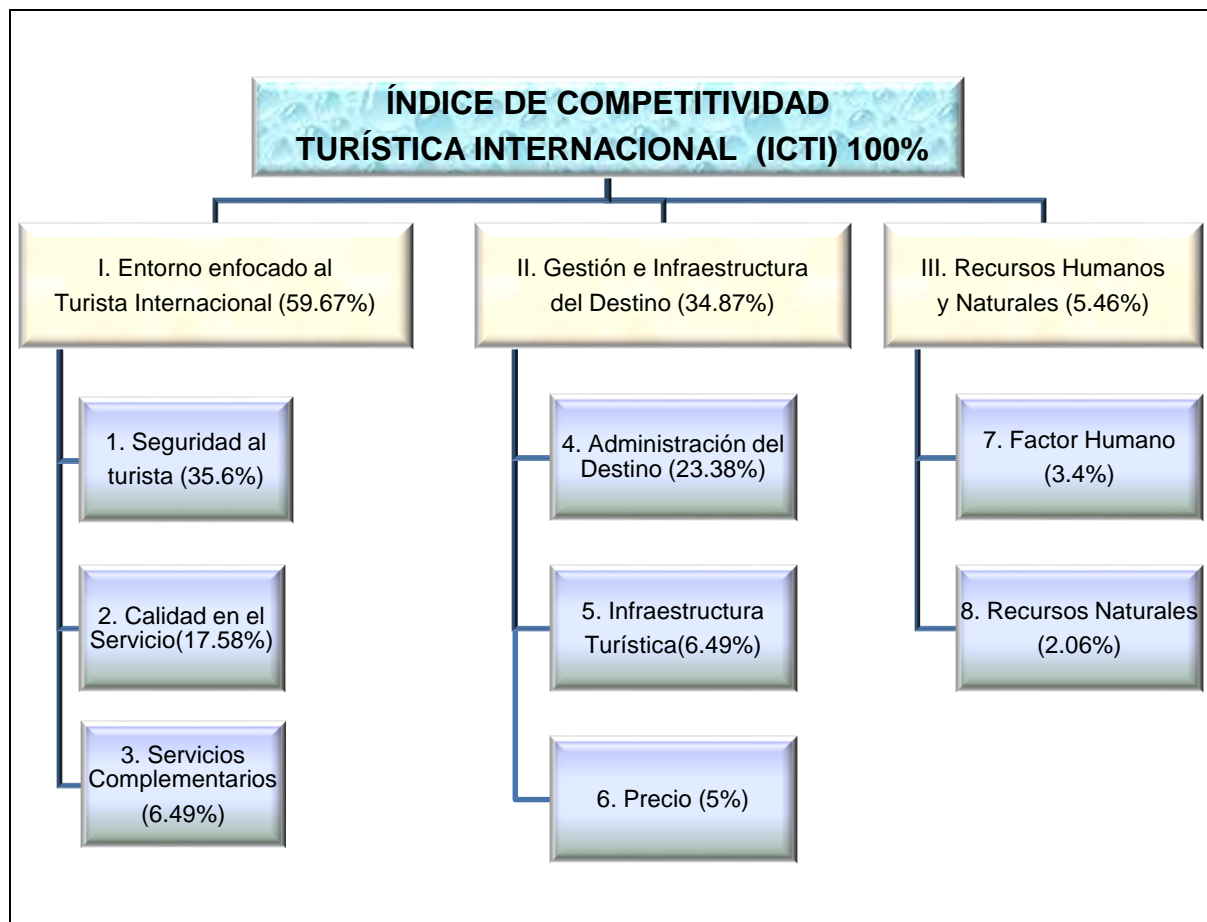 ÍNDICE DE COMPETITIVIDAD
TURÍSTICA INTERNACIONAL (ICTI) 100%
I. Entorno enfocado al
Turista Internacional (59.67%)
II. Gestión e Infraestructura
del Destino (34.87%)
III. Recursos Humanos
y Naturales (5.46%)
1. Seguridad al
turista (35.6%)
2. Calidad en el
Servicio(17.58%)
3. Servicios
Complementarios
(6.49%)
4. Administración del
Destino (23.38%)
5. Infraestructura
Turística(6.49%)
6. Precio (5%)
7. Factor Humano
(3.4%)
8. Recursos Naturales
(2.06%)